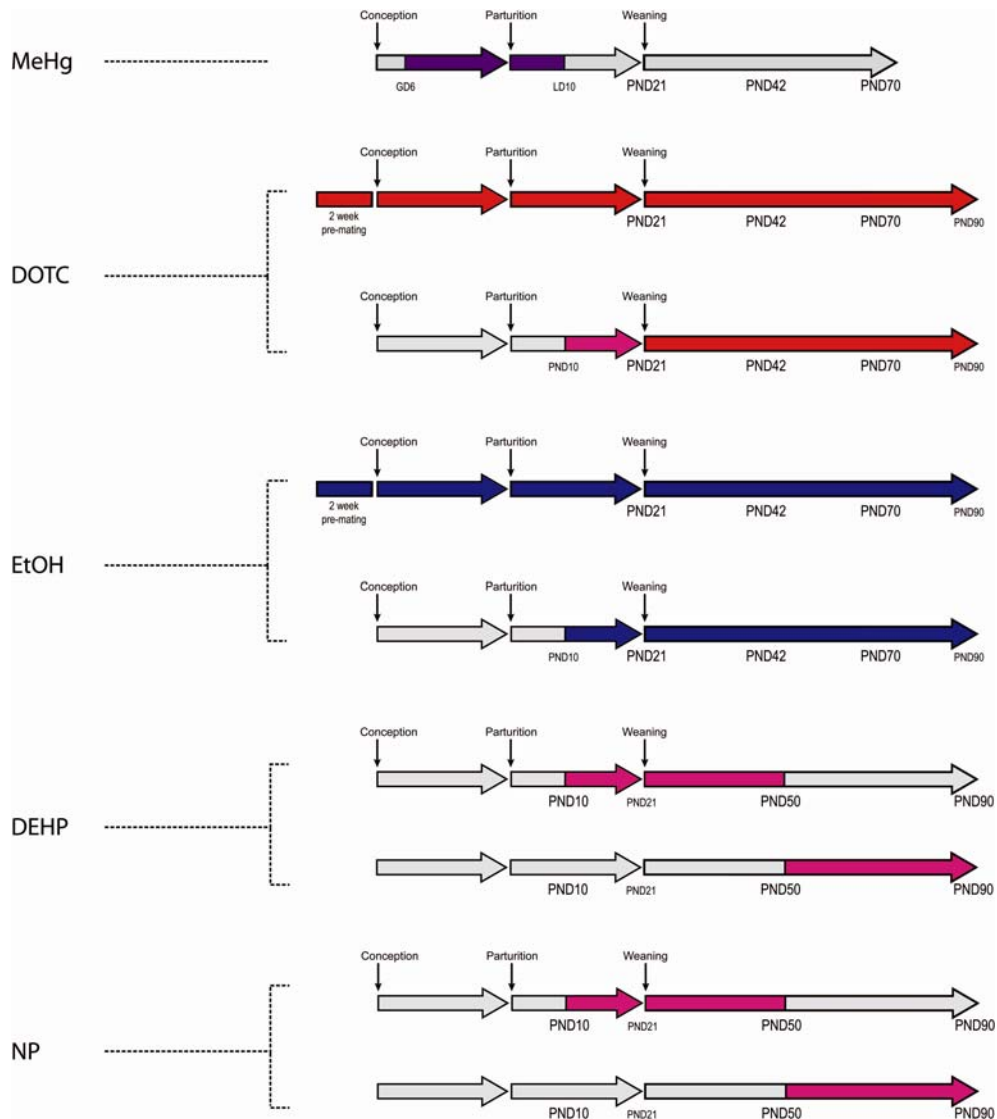 Conception Parturition Weaning
MeHg
GD6 LD10 PND21 PND42 PND70
Conception Parturition Weaning
2 week
pre-mating
PND21 PND42 PND70 PND90
DOTC
Conception Parturition Weaning
PND10 PND21 PND42 PND70 PND90
Conception Parturition Weaning
2 week
pre-mating
PND21 PND42 PND70 PND90
EtOH
Conception Parturition Weaning
PND10 PND21 PND42 PND70 PND90
Conception Parturition Weaning
PND10 PND21 PND50 PND90
DEHP
PND10 PND21 PND50 PND90
Conception Parturition Weaning
PND10 PND21 PND50 PND90
NP
PND10 PND21 PND50 PND90